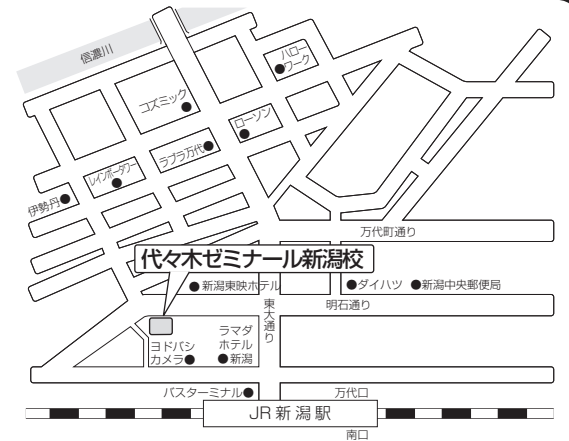 信濃川
ハロー
ワーク
コズミック
ローソン
ラブラ万代
レインボータワー
伊勢丹
万代町通り
代々木ゼミナール新潟校
新潟東映ホテル
ダイハツ
新潟中央郵便局
東大通り
明石通り
ヨドバシ
カメラ
ラマダ
ホテル
新潟
バスターミナル
万代口
JR新潟駅
南口